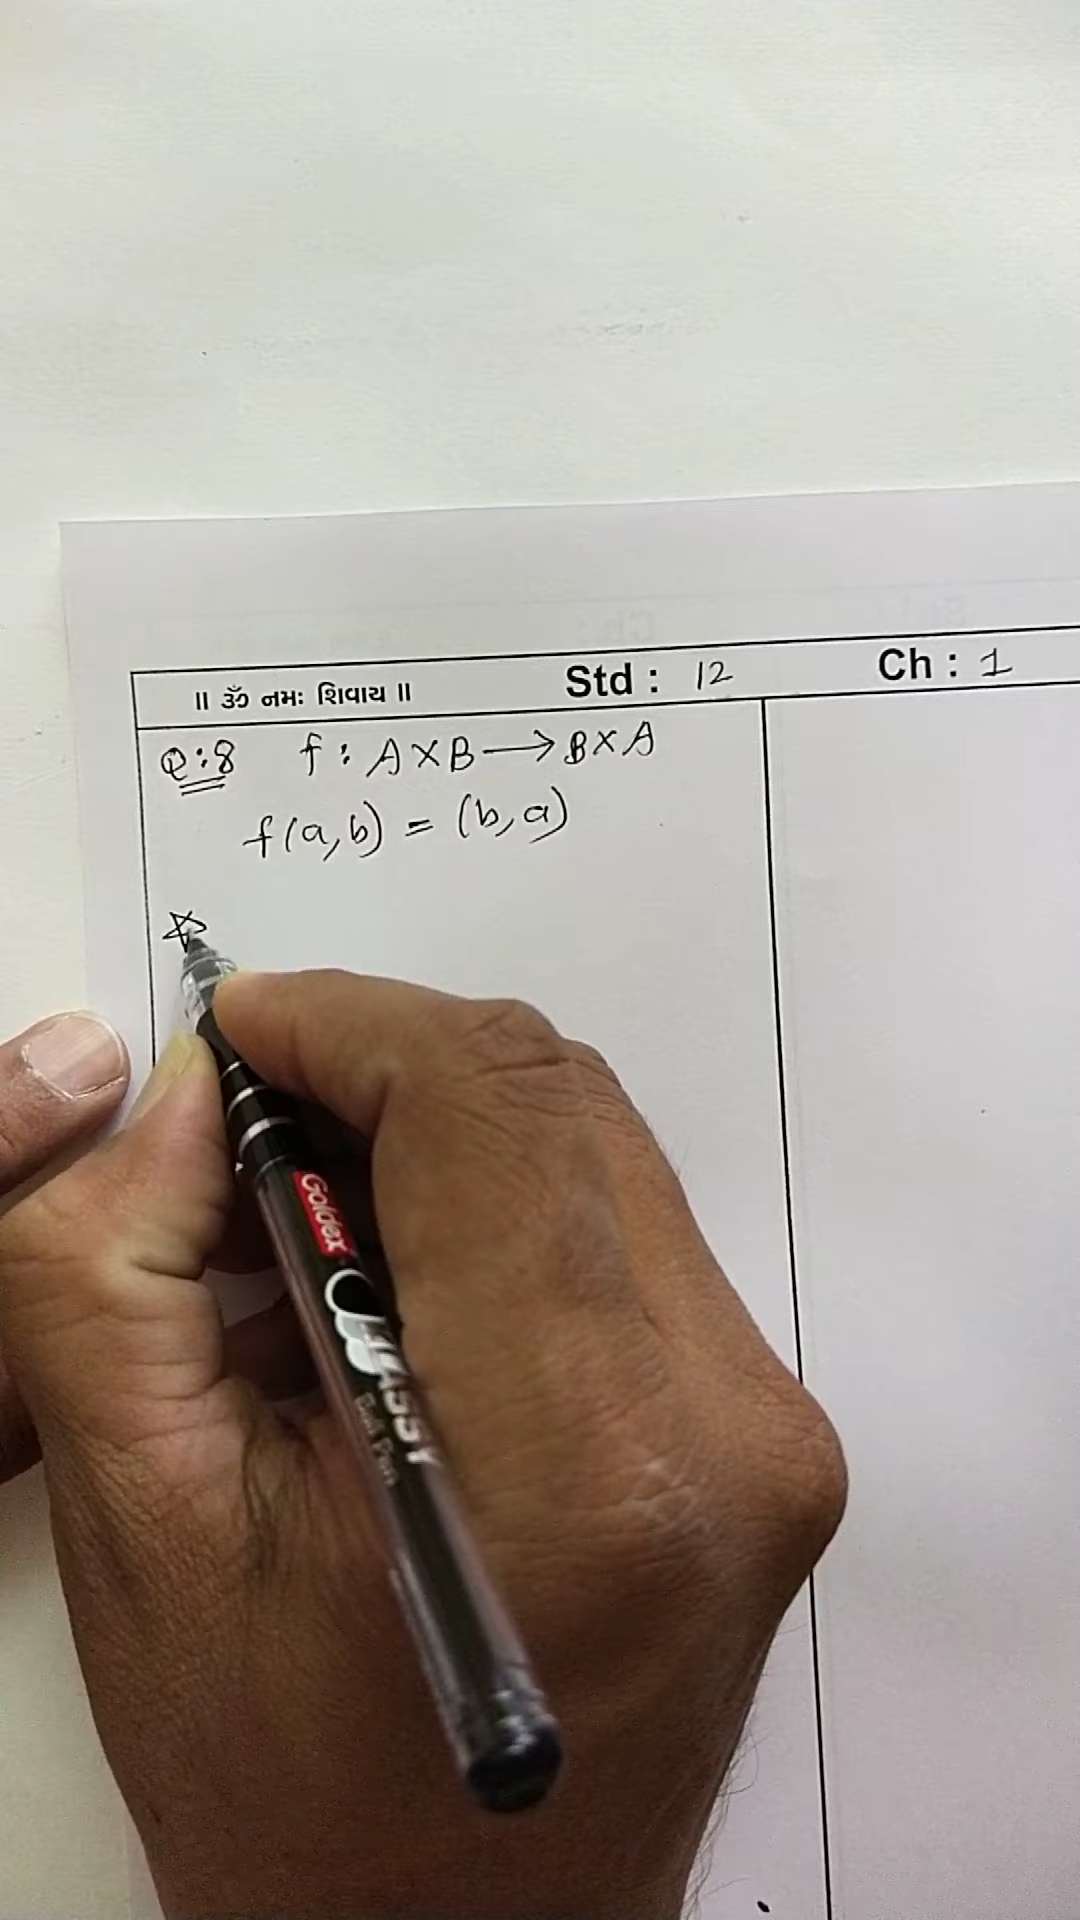 ॥ ૐ નમઃ શિવાય ॥ Std : 12 Ch : 1
Q:8 f : A × B ⟶ B × A
f(a,b) = (b,a)
Goldex
CLASSY
Ball Pen